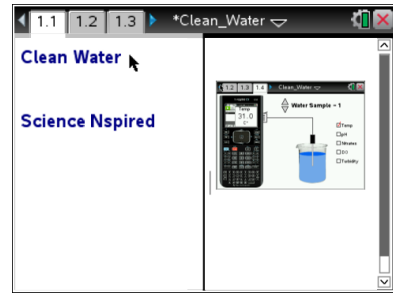 1.1 1.2 1.3 *Clean_Water
Clean Water
Science Nspired
1.2 1.3 1.4 Clean_Water
Water Sample = 1
31.0
Temp
pH
Nitrates
DO
Turbidity